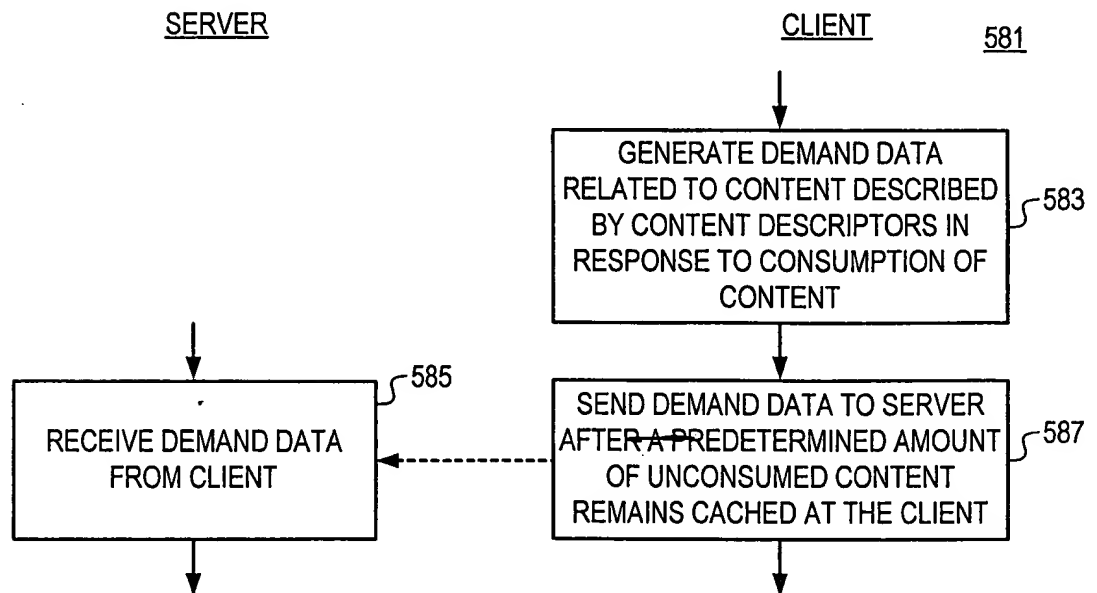 SERVER
CLIENT
581
GENERATE DEMAND DATA
RELATED TO CONTENT DESCRIBED
BY CONTENT DESCRIPTORS IN
RESPONSE TO CONSUMPTION OF
CONTENT
583
585
RECEIVE DEMAND DATA
FROM CLIENT
SEND DEMAND DATA TO SERVER
AFTER A PREDETERMINED AMOUNT
OF UNCONSUMED CONTENT
REMAINS CACHED AT THE CLIENT
587